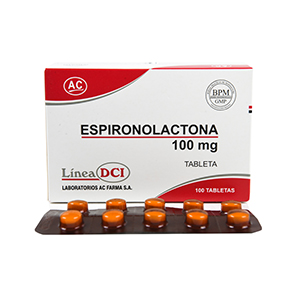 AC
BPM
GMP
ESPIRONOLACTONA
100 mg
TABLETA
Línea DCI
LABORATORIOS AC FARMA S.A.
100 TABLETAS